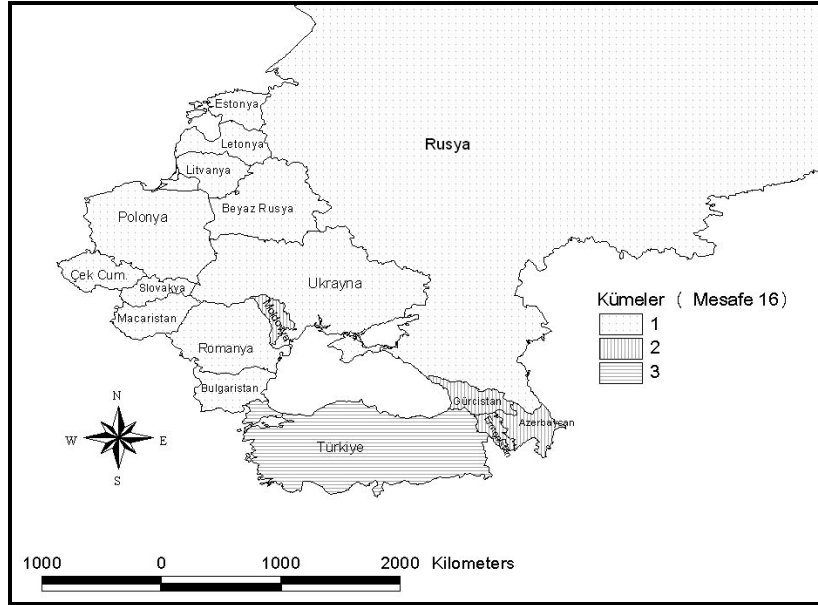 Estonya
Letonya
Rusya
Litvanya
Beyaz Rusya
Polonya
Çek Cum.
Slovakya
Ukrayna
Kümeler ( Mesafe 16)
Macaristan
Moldovya
1
Romanya
2
3
Bulgaristan
Gürcistan
Azerbaycan
Türkiye
N
W
E
S
1000 0 1000 2000 Kilometers